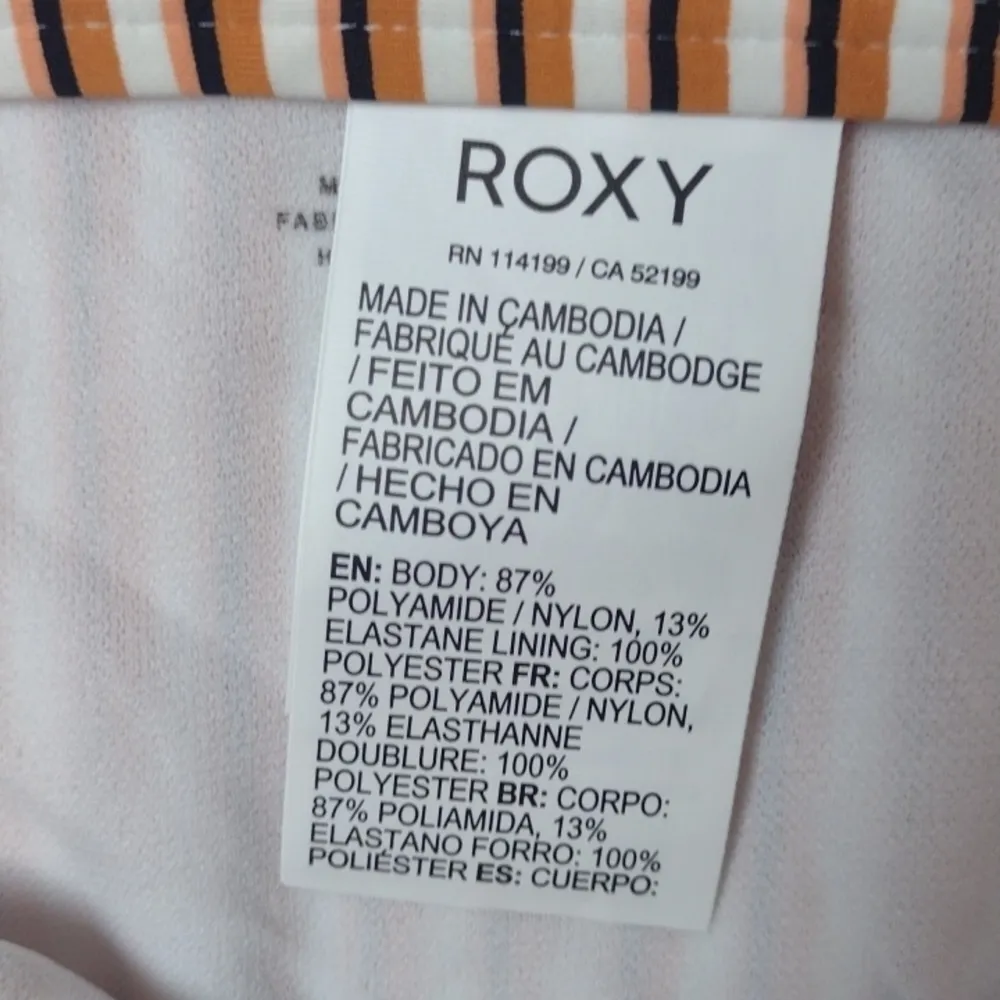 ROXY
RN 114199 / CA 52199
MADE IN CAMBODIA /
FABRIQUÉ AU CAMBODGE
/ FEITO EM
CAMBODIA /
FABRICADO EN CAMBODIA
/ HECHO EN
CAMBOYA
EN: BODY: 87%
POLYAMIDE / NYLON, 13%
ELASTANE LINING: 100%
POLYESTER FR: CORPS:
87% POLYAMIDE / NYLON,
13% ELASTHANNE
DOUBLURE: 100%
POLYESTER BR: CORPO:
87% POLIAMIDA, 13%
ELASTANO FORRO: 100%
POLIÉSTER ES: CUERPO: